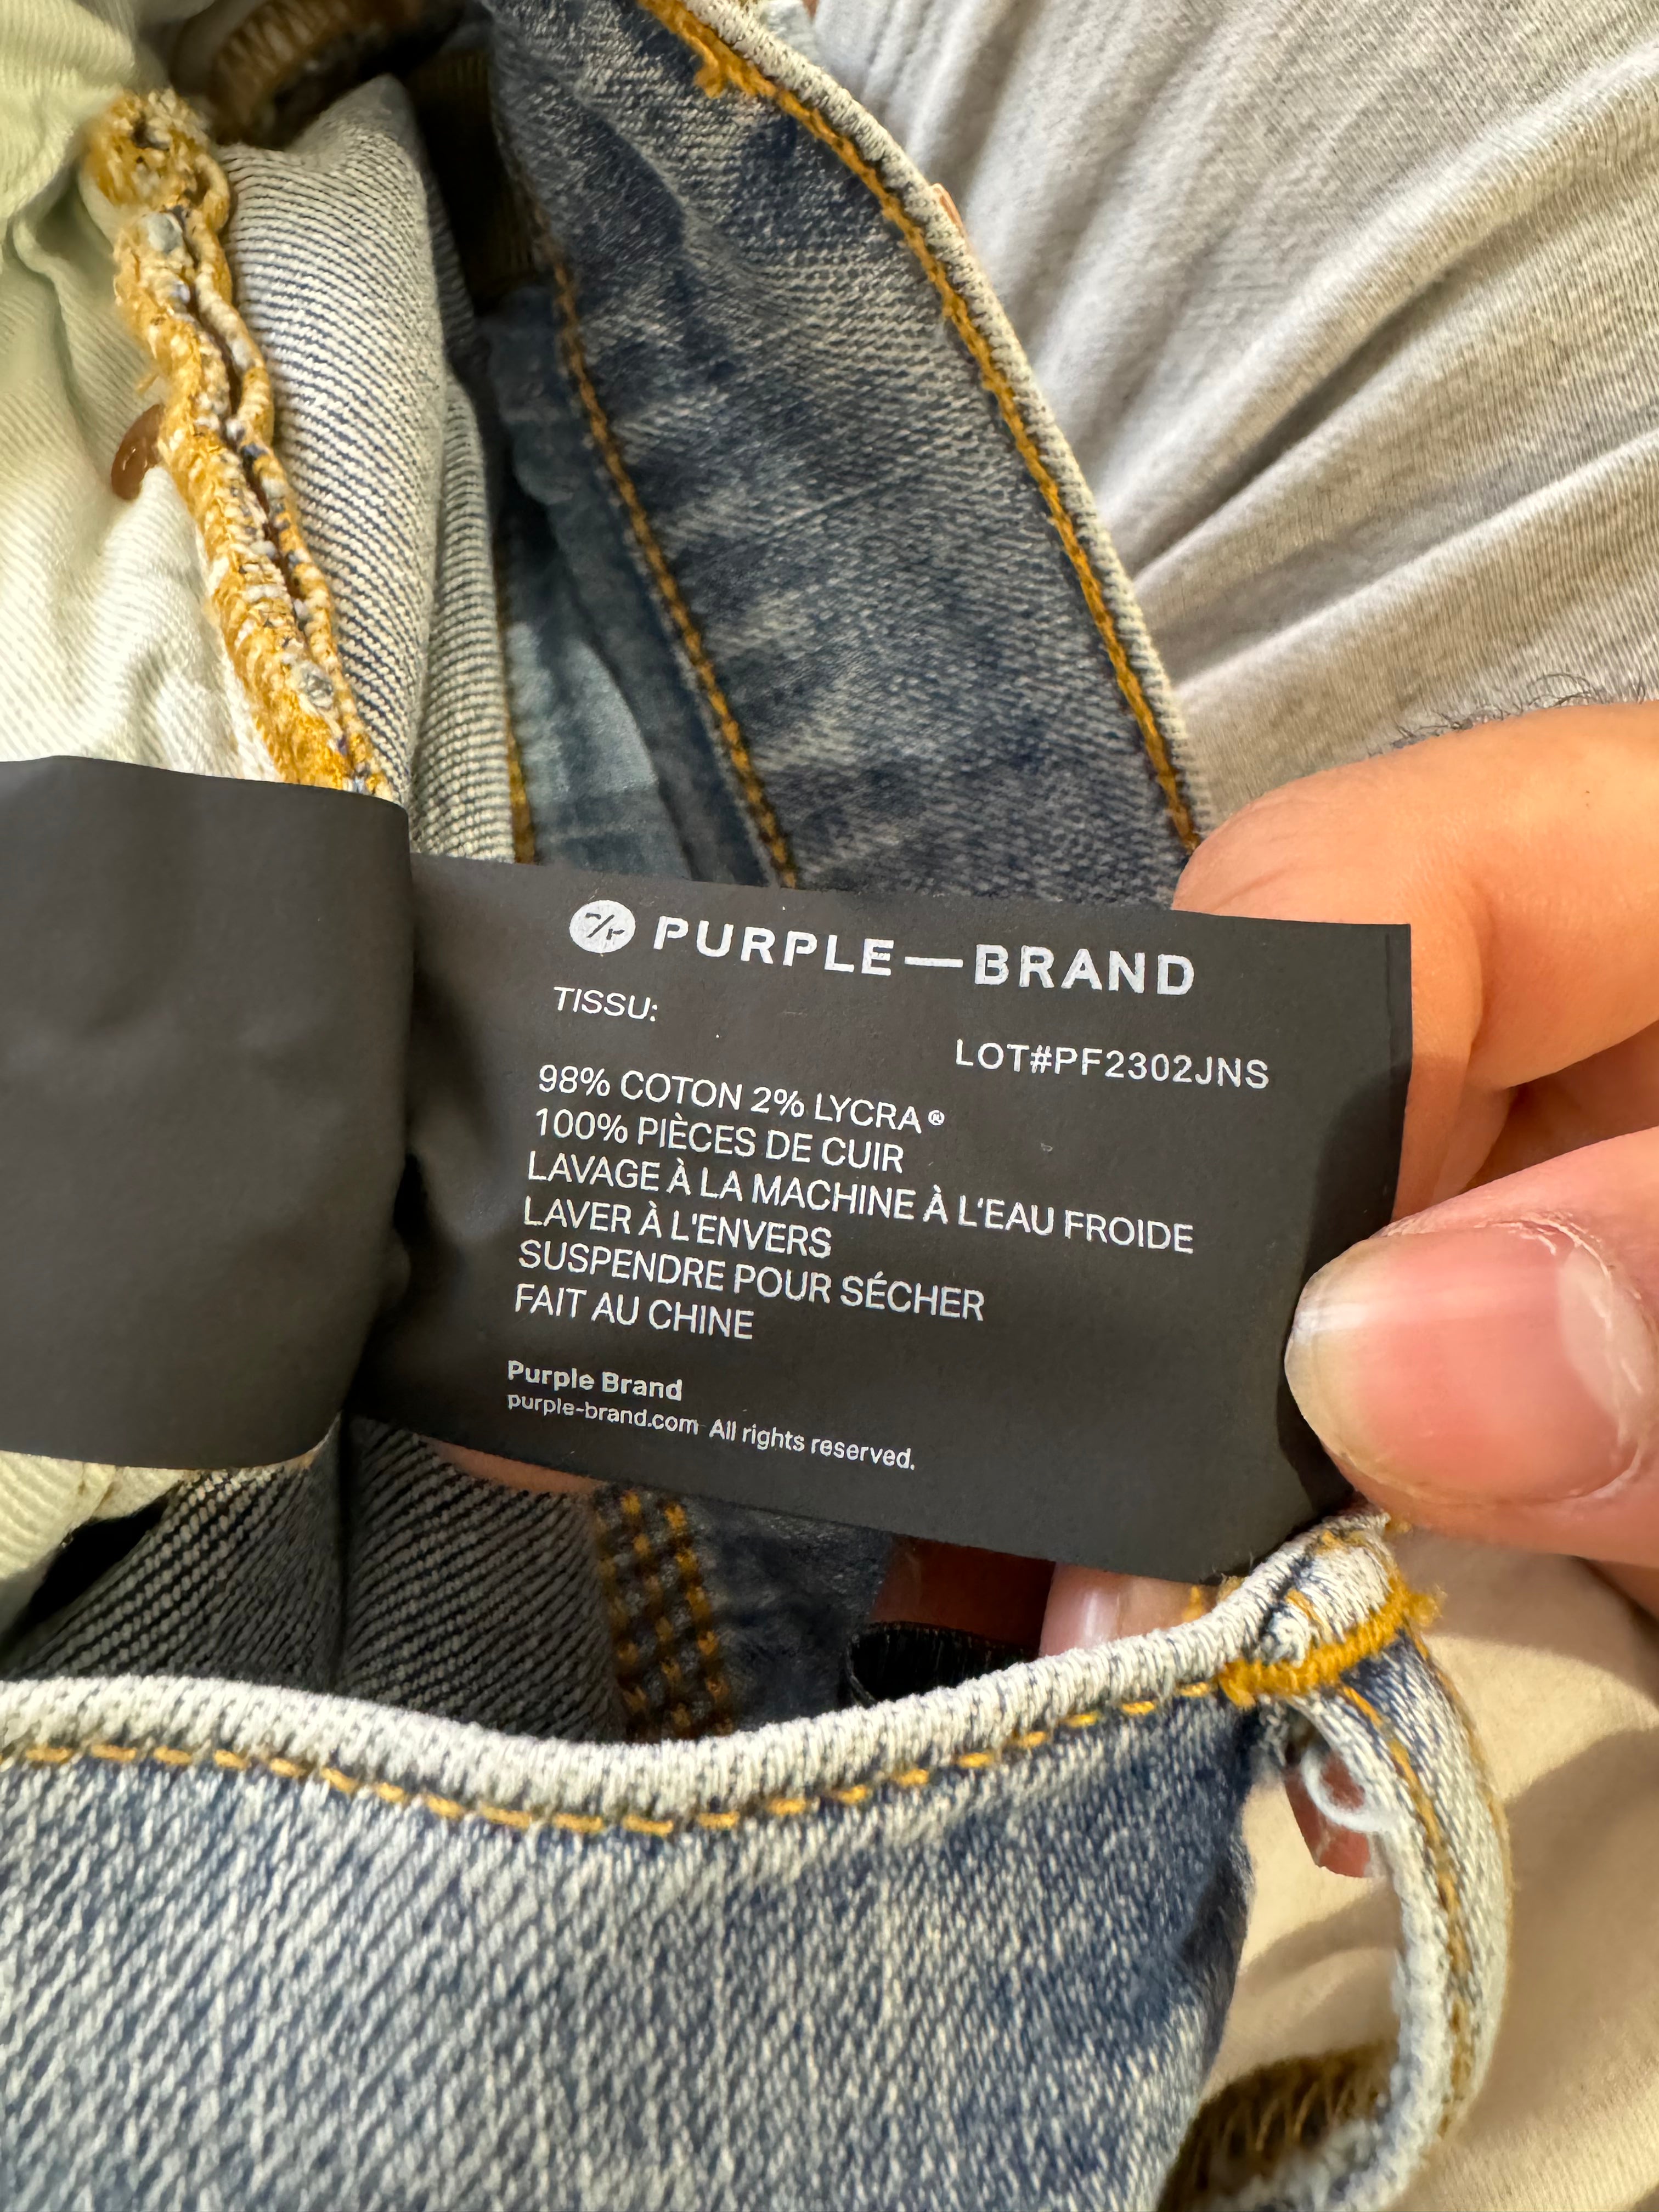 PURPLE—BRAND
TISSU:
LOT#PF2302JNS
98% COTON 2% LYCRA®
100% PIÈCES DE CUIR
LAVAGE À LA MACHINE À L'EAU FROIDE
LAVER À L'ENVERS
SUSPENDRE POUR SÉCHER
FAIT AU CHINE
Purple Brand
purple-brand.com All rights reserved.